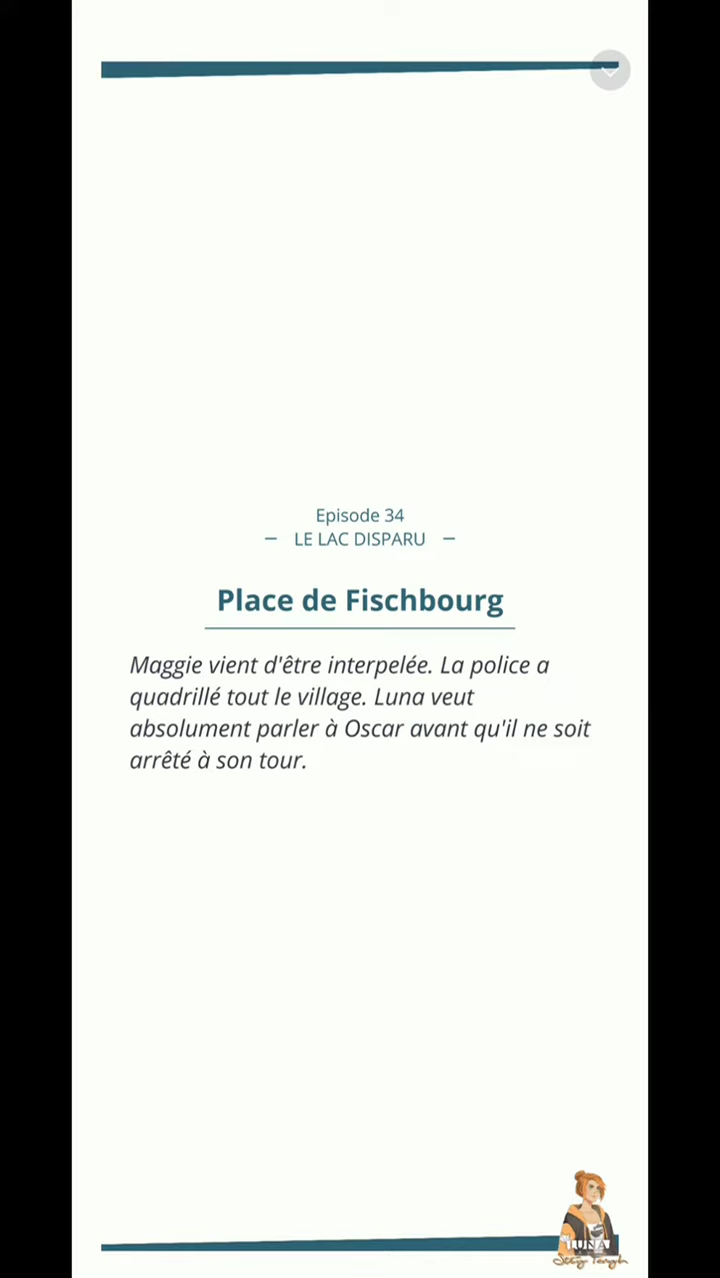 Episode 34
– LE LAC DISPARU –
Place de Fischbourg
Maggie vient d'être interpelée. La police a
quadrillé tout le village. Luna veut
absolument parler à Oscar avant qu'il ne soit
arrêté à son tour.
LUNA